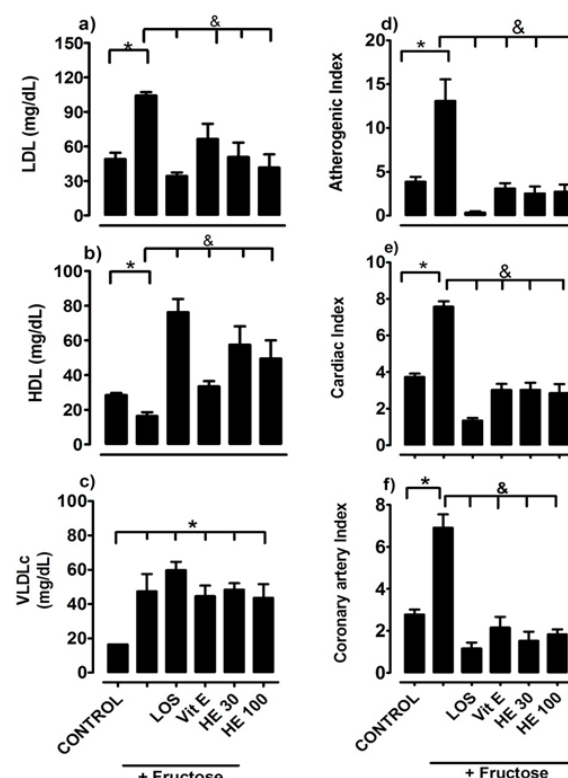 a)
&
*
LDL (mg/dL)
150
120
90
60
30
0
b)
&
*
HDL (mg/dL)
100
80
60
40
20
0
c)
*
VLDLc
(mg/dL)
100
80
60
40
20
0
CONTROL
LOS
Vit E
HE 30
HE 100
+ Fructose
d)
&
*
Atherogenic Index
20
15
10
5
0
e)
&
*
Cardiac Index
8
6
4
2
0
f)
&
*
Coronary artery Index
8
6
4
2
0
CONTROL
LOS
Vit E
HE 30
HE 100
+ Fructose